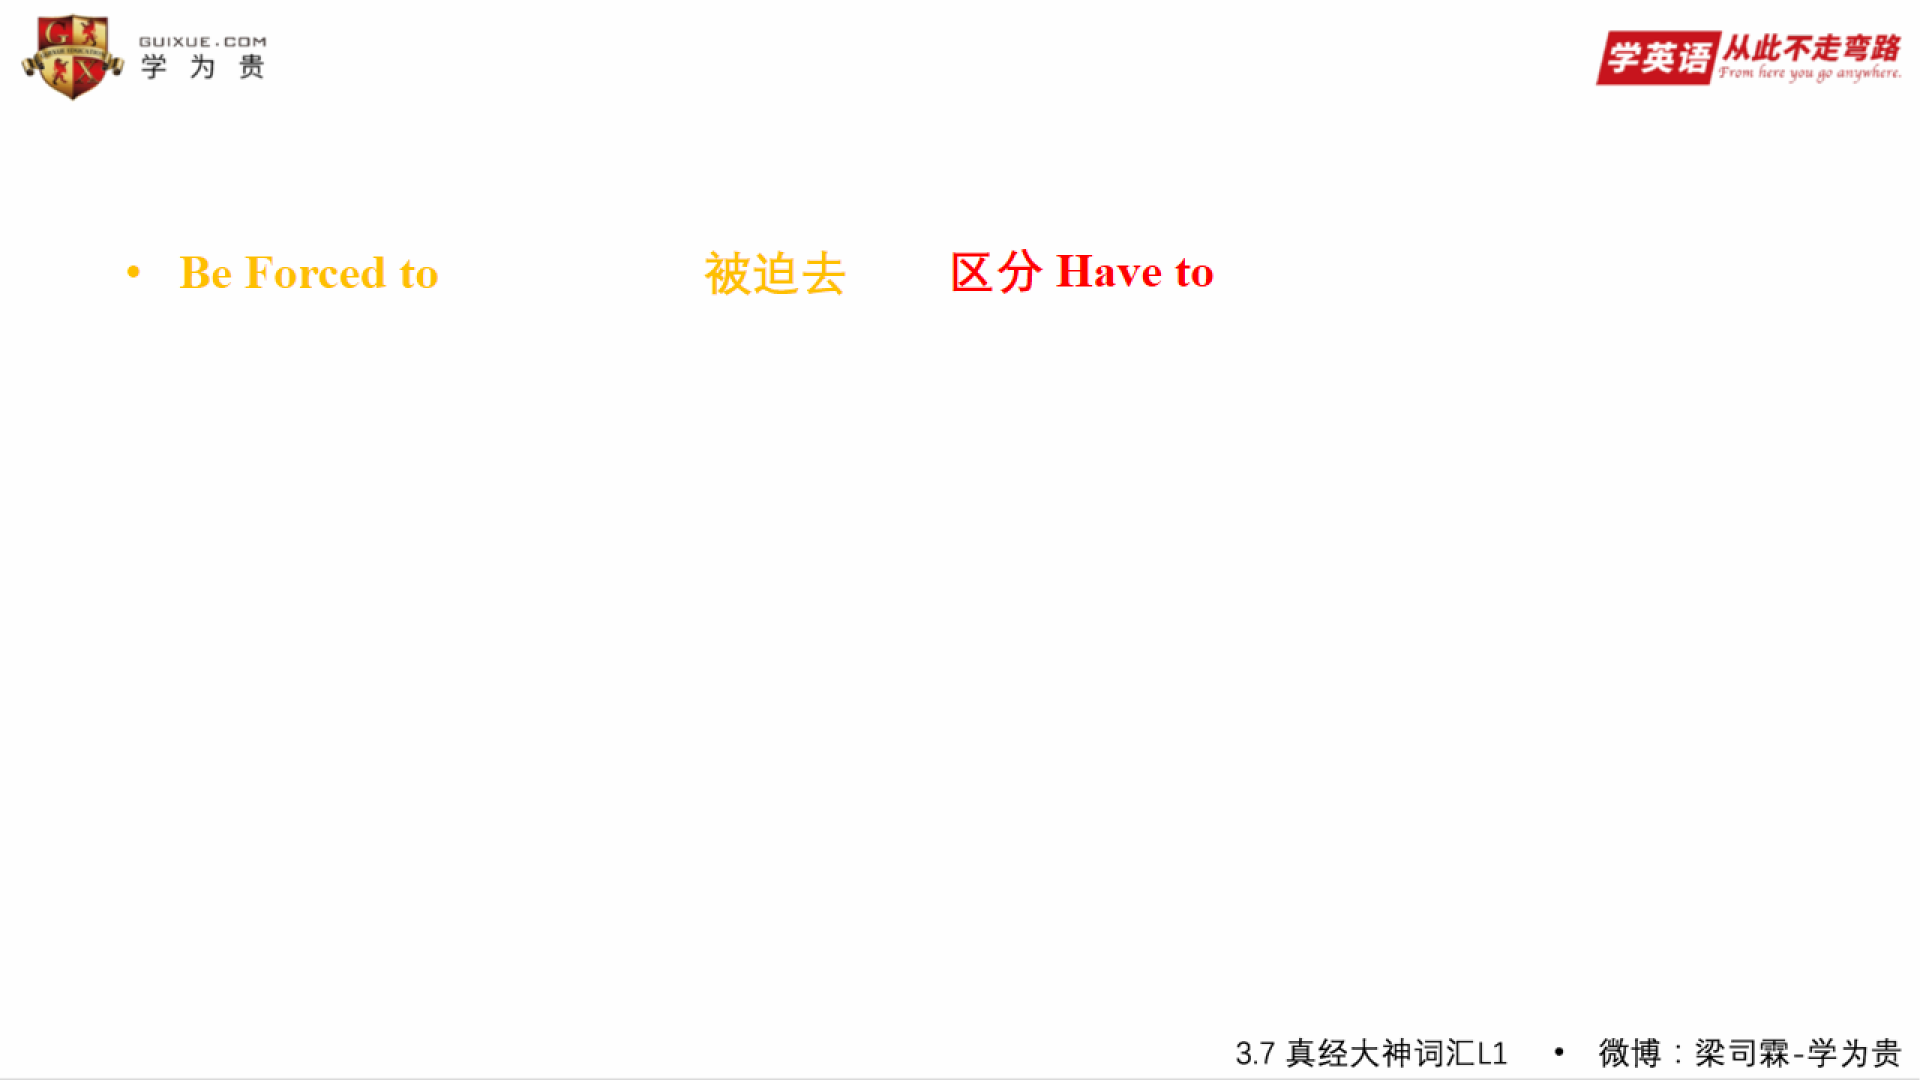 GUIXUE.COM
学为贵
学英语 从此不走弯路
From here you go anywhere.
• Be Forced to 被迫去 区分 Have to
3.7 真经大神词汇L1 • 微博：梁司霖-学为贵